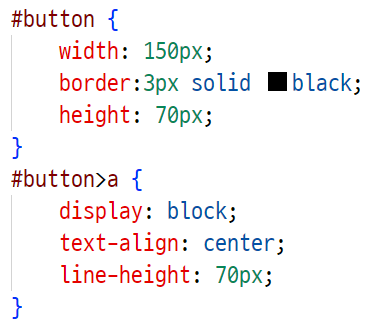 #button {
width: 150px;
border:3px solid black;
height: 70px;
}
#button>a {
display: block;
text-align: center;
line-height: 70px;
}